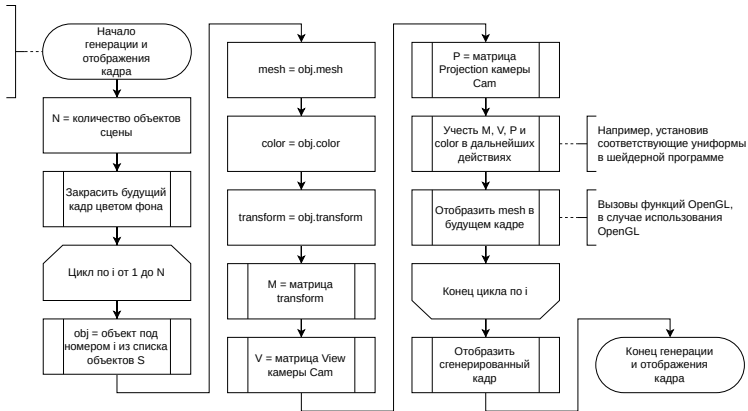 Начало
генерации и
отображения
кадра
N = количество объектов
сцены
Закрасить будущий
кадр цветом фона
Цикл по i от 1 до N
obj = объект под
номером i из списка
объектов S
mesh = obj.mesh
color = obj.color
transform = obj.transform
M = матрица
transform
V = матрица View
камеры Cam
P = матрица
Projection камеры
Cam
Учесть M, V, P и
color в дальнейших
действиях
Например, установив
соответствующие униформы
в шейдерной программе
Отобразить mesh в
будущем кадре
Вызовы функций OpenGL,
в случае использования
OpenGL
Конец цикла по i
Отобразить
сгенерированный
кадр
Конец генерации
и отображения
кадра